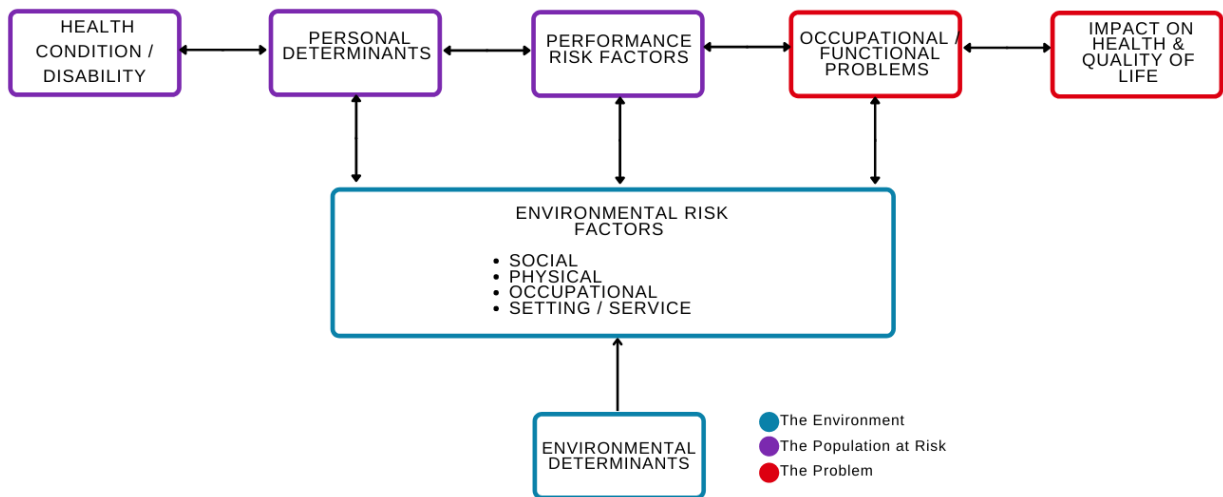 HEALTH
CONDITION /
DISABILITY
PERSONAL
DETERMINANTS
PERFORMANCE
RISK FACTORS
OCCUPATIONAL /
FUNCTIONAL
PROBLEMS
IMPACT ON
HEALTH &
QUALITY OF
LIFE
ENVIRONMENTAL RISK
FACTORS
• SOCIAL
• PHYSICAL
• OCCUPATIONAL
• SETTING / SERVICE
ENVIRONMENTAL
DETERMINANTS
The Environment
The Population at Risk
The Problem